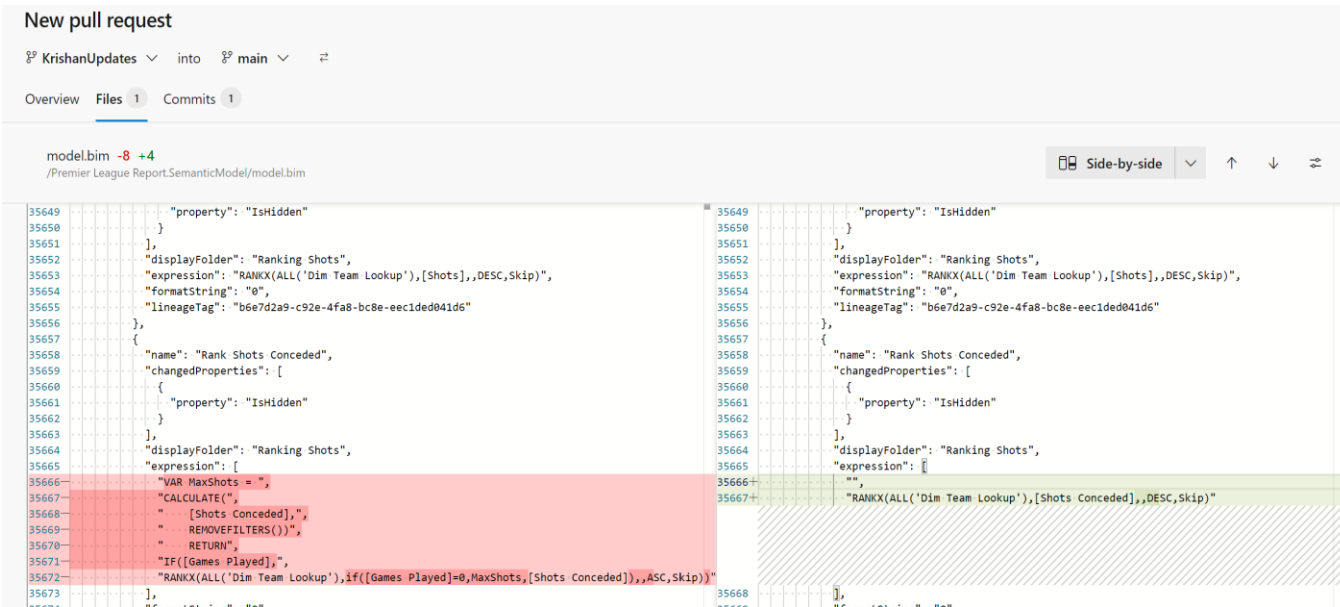 New pull request
KrishanUpdates into main
Overview Files 1 Commits 1
model.bim -8 +4
/Premier League Report.SemanticModel/model.bim
Side-by-side
35649 "property": "IsHidden"
35650 }
35651 ],
35652 "displayFolder": "Ranking Shots",
35653 "expression": "RANKX(ALL('Dim Team Lookup'),[Shots],,DESC,Skip)",
35654 "formatString": "0",
35655 "lineageTag": "b6e7d2a9-c92e-4fa8-bc8e-eec1ded041d6"
35656 },
35657 {
35658 "name": "Rank Shots Conceded",
35659 "changedProperties": [
35660 {
35661 "property": "IsHidden"
35662 }
35663 ],
35664 "displayFolder": "Ranking Shots",
35665 "expression": [
35666- "VAR MaxShots = ",
35667- "CALCULATE(",
35668- "    [Shots Conceded],",
35669- "    REMOVEFILTERS())",
35670- "    RETURN",
35671- "IF([Games Played],",
35672- "RANKX(ALL('Dim Team Lookup'),if([Games Played]=0,MaxShots,[Shots Conceded]),,ASC,Skip))"
35673 ],
35649 "property": "IsHidden"
35650 }
35651 ],
35652 "displayFolder": "Ranking Shots",
35653 "expression": "RANKX(ALL('Dim Team Lookup'),[Shots],,DESC,Skip)",
35654 "formatString": "0",
35655 "lineageTag": "b6e7d2a9-c92e-4fa8-bc8e-eec1ded041d6"
35656 },
35657 {
35658 "name": "Rank Shots Conceded",
35659 "changedProperties": [
35660 {
35661 "property": "IsHidden"
35662 }
35663 ],
35664 "displayFolder": "Ranking Shots",
35665 "expression": [
35666+ "",
35667+ "RANKX(ALL('Dim Team Lookup'),[Shots Conceded],,DESC,Skip)"
35668 ],